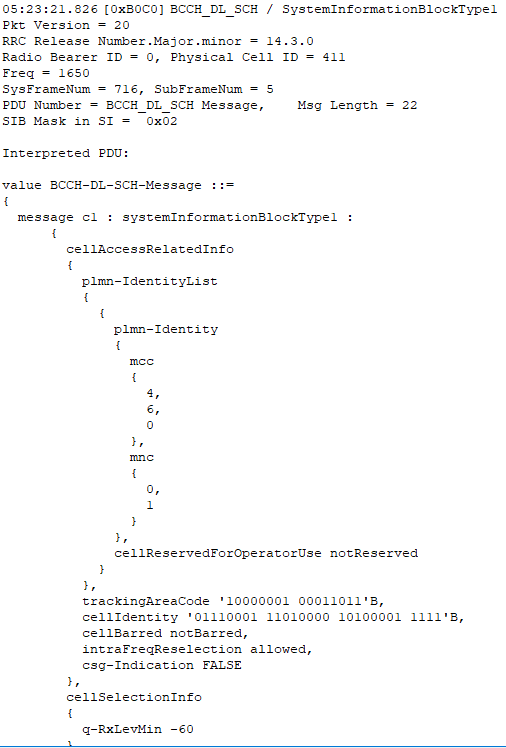 05:23:21.826 [0xB0C0] BCCH_DL_SCH / SystemInformationBlockType1
Pkt Version = 20
RRC Release Number.Major.minor = 14.3.0
Radio Bearer ID = 0, Physical Cell ID = 411
Freq = 1650
SysFrameNum = 716, SubFrameNum = 5
PDU Number = BCCH_DL_SCH Message,    Msg Length = 22
SIB Mask in SI =  0x02

Interpreted PDU:

value BCCH-DL-SCH-Message ::=
{
  message c1 : systemInformationBlockType1 :
      {
        cellAccessRelatedInfo
        {
          plmn-IdentityList
          {
            {
              plmn-Identity
              {
                mcc
                {
                  4,
                  6,
                  0
                },
                mnc
                {
                  0,
                  1
                }
              },
              cellReservedForOperatorUse notReserved
            }
          },
          trackingAreaCode '10000001 00011011'B,
          cellIdentity '01110001 11010000 10100001 1111'B,
          cellBarred notBarred,
          intraFreqReselection allowed,
          csg-Indication FALSE
        },
        cellSelectionInfo
        {
          q-RxLevMin -60
        }